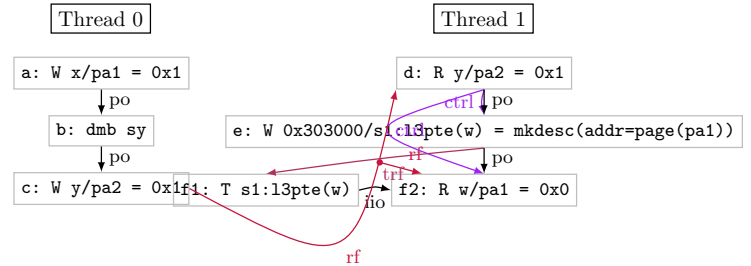 Thread 0
Thread 1
a: W x/pa1 = 0x1
d: R y/pa2 = 0x1
po
ctrl
po
b: dmb sy
e: W 0x303000/s1:l3pte(w) = mkdesc(addr=page(pa1))
ctrl
po
rf
po
trf
c: W y/pa2 = 0x1
f1: T s1:l3pte(w)
iio
f2: R w/pa1 = 0x0
rf